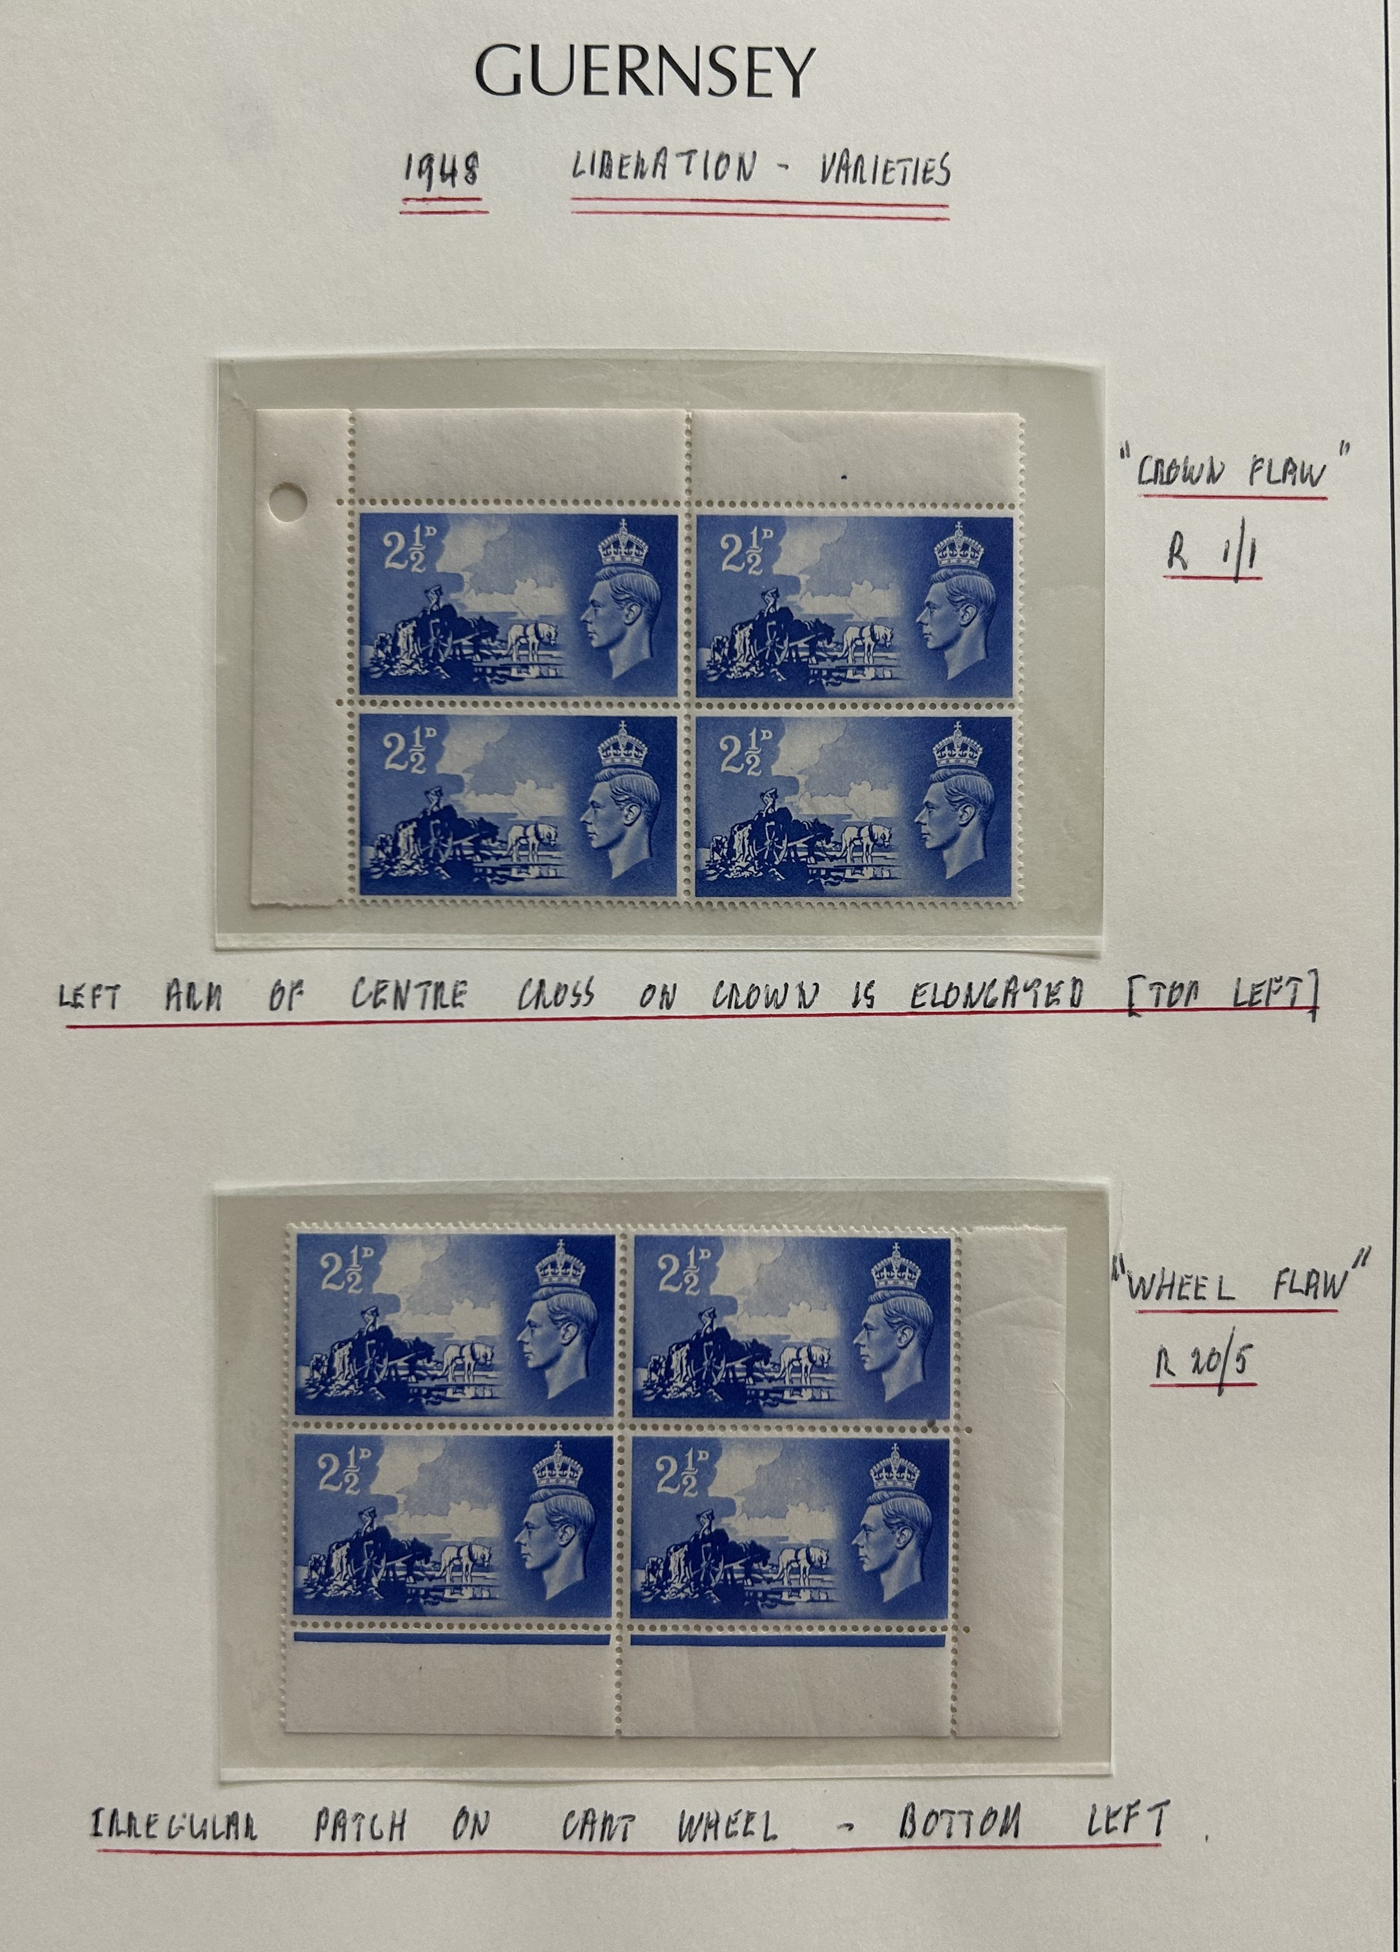 GUERNSEY
1948 LIBERATION - VARIETIES
2½D 2½D
2½D 2½D
"CROWN FLAW"
R 1/1
LEFT ARM OF CENTRE CROSS ON CROWN IS ELONGATED [TOP LEFT]
2½D 2½D
2½D 2½D
"WHEEL FLAW"
R 20/5
IRREGULAR PATCH ON CART WHEEL - BOTTOM LEFT.